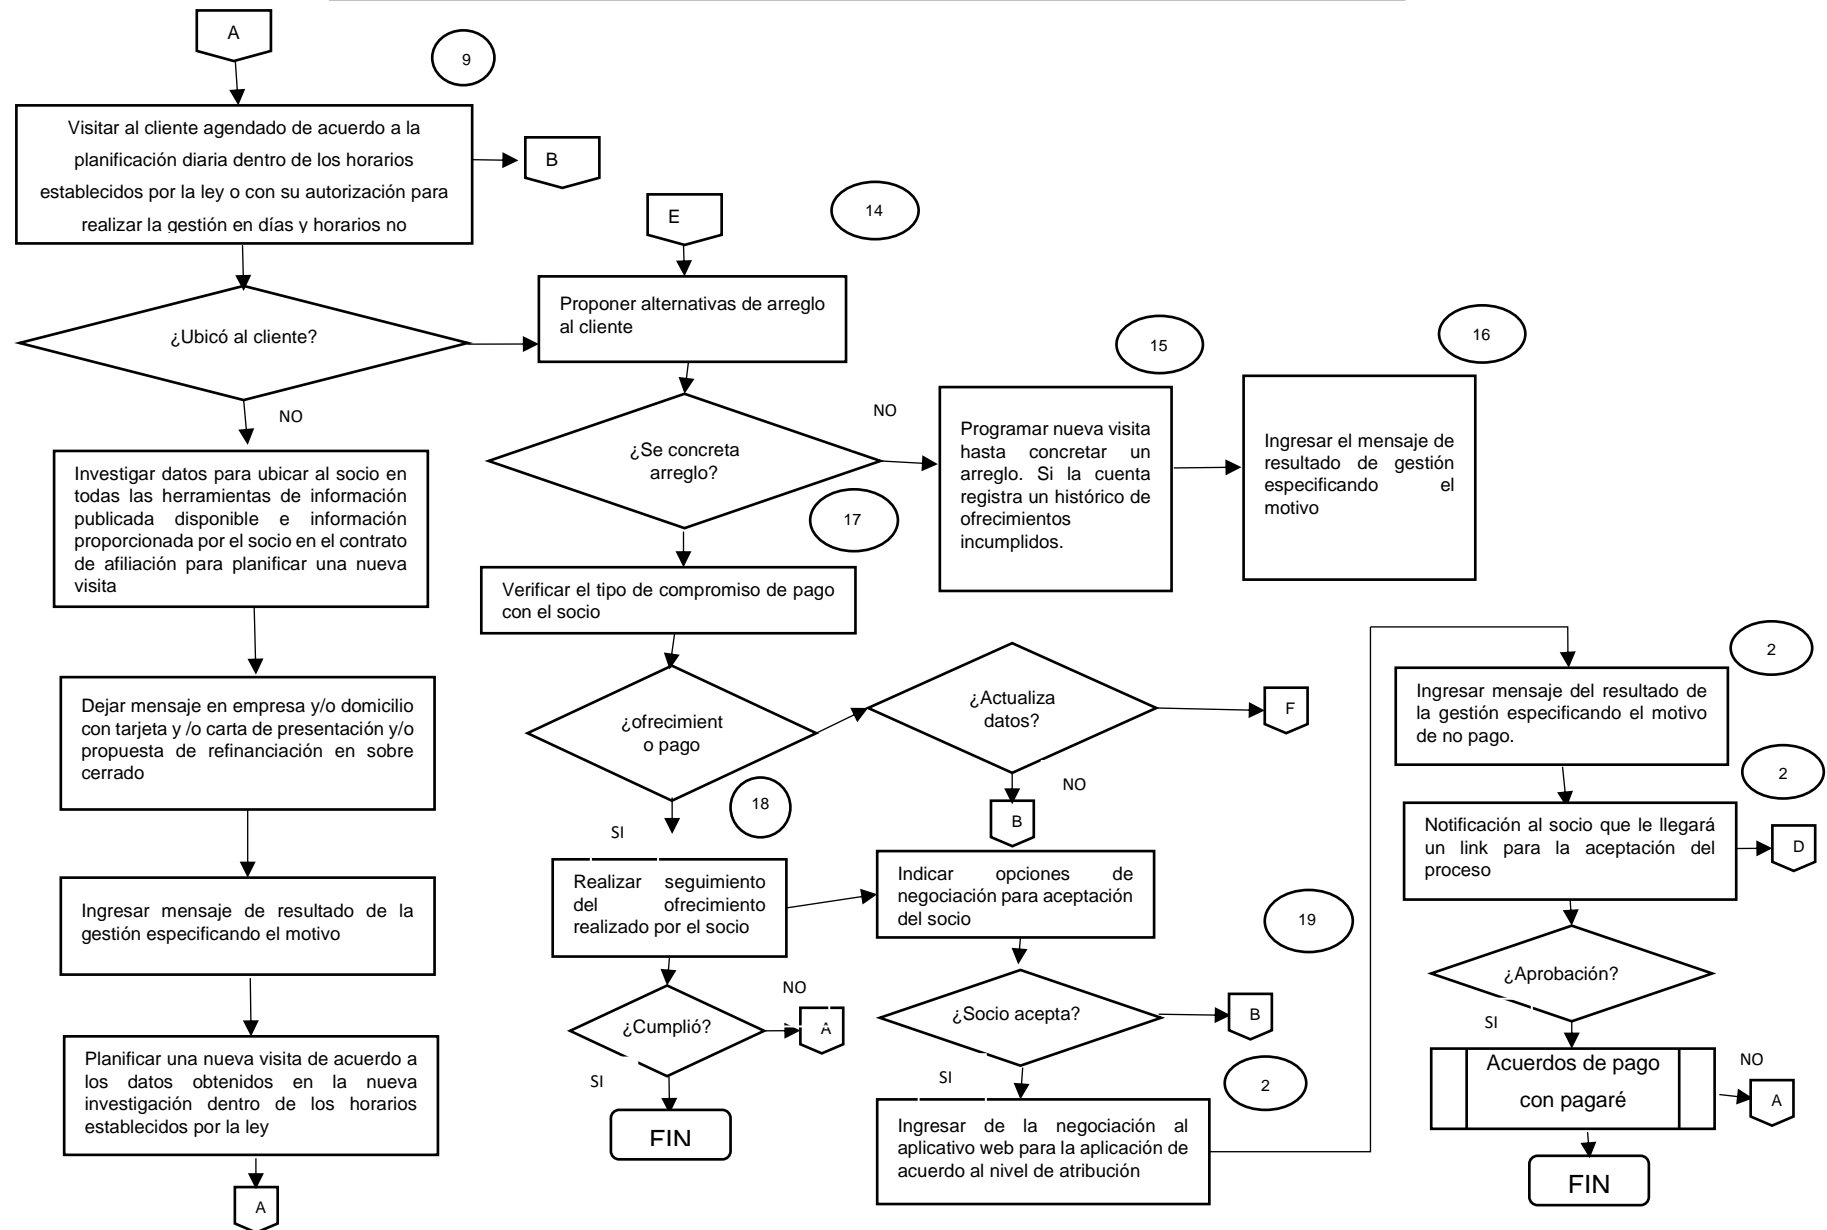 A
9
Visitar al cliente agendado de acuerdo a la
planificación diaria dentro de los horarios
establecidos por la ley o con su autorización para
realizar la gestión en días y horarios no
B
E
14
¿Ubicó al cliente?
NO
Proponer alternativas de arreglo
al cliente
15
16
¿Se concreta
arreglo?
NO
Programar nueva visita
hasta concretar un
arreglo. Si la cuenta
registra un histórico de
ofrecimientos
incumplidos.
Ingresar el mensaje de
resultado de gestión
especificando el
motivo
17
Investigar datos para ubicar al socio en
todas las herramientas de información
publicada disponible e información
proporcionada por el socio en el contrato
de afiliación para planificar una nueva
visita
Verificar el tipo de compromiso de pago
con el socio
Dejar mensaje en empresa y/o domicilio
con tarjeta y /o carta de presentación y/o
propuesta de refinanciación en sobre
cerrado
¿ofrecimient
o pago
SI
18
¿Actualiza
datos?
NO
F
B
2
Ingresar mensaje del resultado de
la gestión especificando el motivo
de no pago.
2
Notificación al socio que le llegará
un link para la aceptación del
proceso
D
Ingresar mensaje de resultado de la
gestión especificando el motivo
Realizar seguimiento
del ofrecimiento
realizado por el socio
Indicar opciones de
negociación para aceptación
del socio
19
¿Cumplió?
NO
A
SI
FIN
¿Socio acepta?
B
SI
2
¿Aprobación?
SI
Acuerdos de pago
con pagaré
NO
A
FIN
Planificar una nueva visita de acuerdo a
los datos obtenidos en la nueva
investigación dentro de los horarios
establecidos por la ley
A
Ingresar de la negociación al
aplicativo web para la aplicación de
acuerdo al nivel de atribución